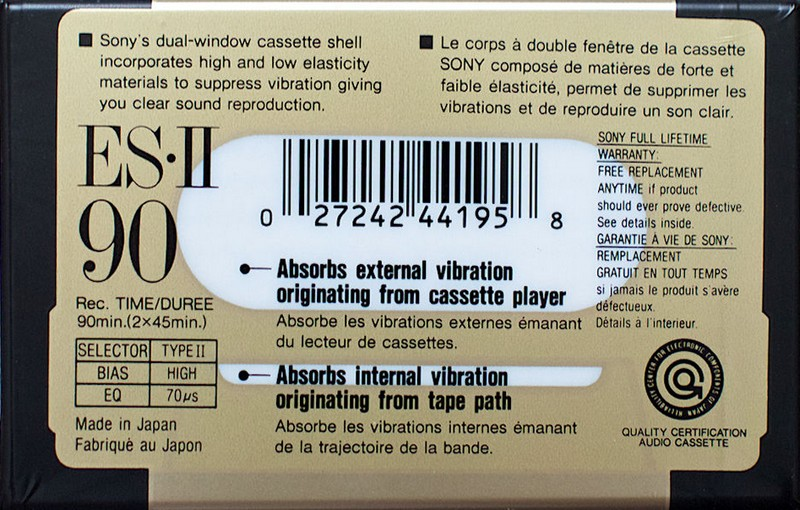 ■ Sony's dual-window cassette shell
incorporates high and low elasticity
materials to suppress vibration giving
you clear sound reproduction.
■ Le corps à double fenêtre de la cassette
SONY composé de matières de forte et
faible élasticité, permet de supprimer les
vibrations et de reproduire un son clair.
ES·II
90
Rec. TIME/DUREE
90min.(2×45min.)
SELECTOR TYPE II
BIAS HIGH
EQ 70μs
Made in Japan
Fabriqué au Japon
0 27242 44195 8
Absorbs external vibration
originating from cassette player
Absorbe les vibrations externes émanant
du lecteur de cassettes.
Absorbs internal vibration
originating from tape path
Absorbe les vibrations internes émanant
de la trajectoire de la bande.
SONY FULL LIFETIME
WARRANTY:
FREE REPLACEMENT
ANYTIME if product
should ever prove defective.
See details inside.
GARANTIE À VIE DE SONY:
REMPLACEMENT
GRATUIT EN TOUT TEMPS
si jamais le produit s'avère
défectueux.
Détails à l'interieur.
RELIABILITY CENTER FOR ELECTRONIC COMPONENTS OF JAPAN
QUALITY CERTIFICATION
AUDIO CASSETTE